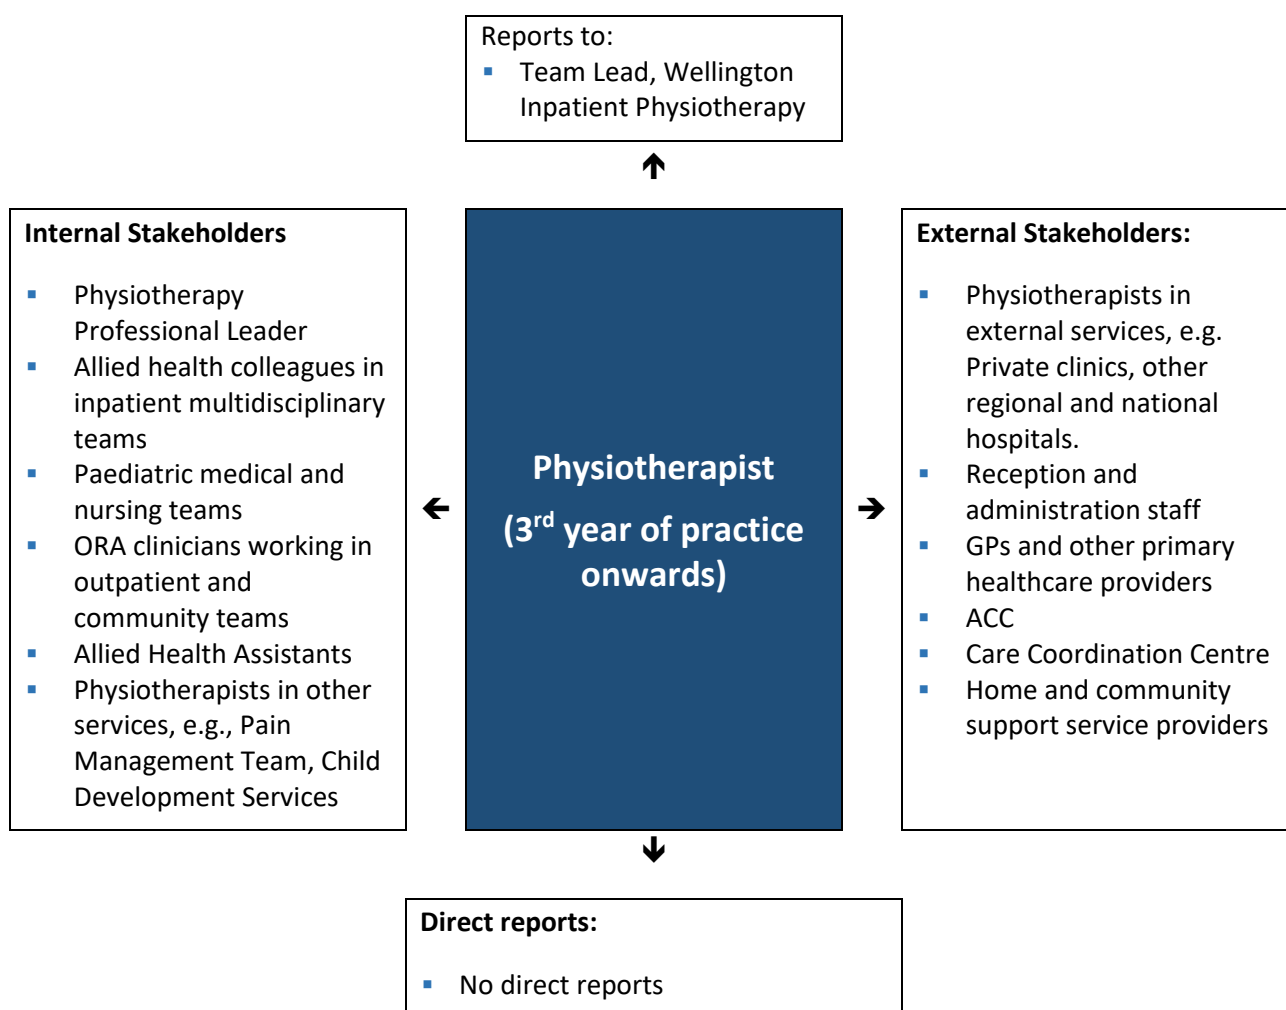 Reports to:
▪ Team Lead, Wellington
Inpatient Physiotherapy
Internal Stakeholders
▪ Physiotherapy
Professional Leader
▪ Allied health colleagues in
inpatient multidisciplinary
teams
▪ Paediatric medical and
nursing teams
▪ ORA clinicians working in
outpatient and
community teams
▪ Allied Health Assistants
▪ Physiotherapists in other
services, e.g., Pain
Management Team, Child
Development Services
Physiotherapist
(3rd year of practice
onwards)
External Stakeholders:
▪ Physiotherapists in
external services, e.g.
Private clinics, other
regional and national
hospitals.
▪ Reception and
administration staff
▪ GPs and other primary
healthcare providers
▪ ACC
▪ Care Coordination Centre
▪ Home and community
support service providers
Direct reports:
▪ No direct reports